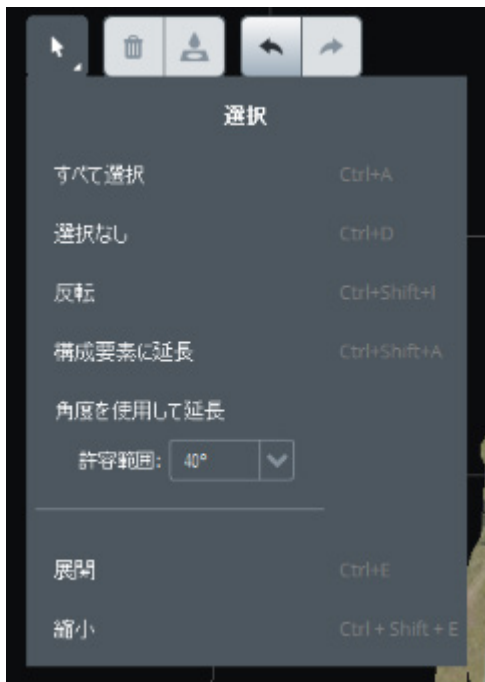 選択
すべて選択 Ctrl+A
選択なし Ctrl+D
反転 Ctrl+Shift+I
構成要素に延長 Ctrl+Shift+A
角度を使用して延長
許容範囲: 40°
展開 Ctrl+E
縮小 Ctrl + Shift + E